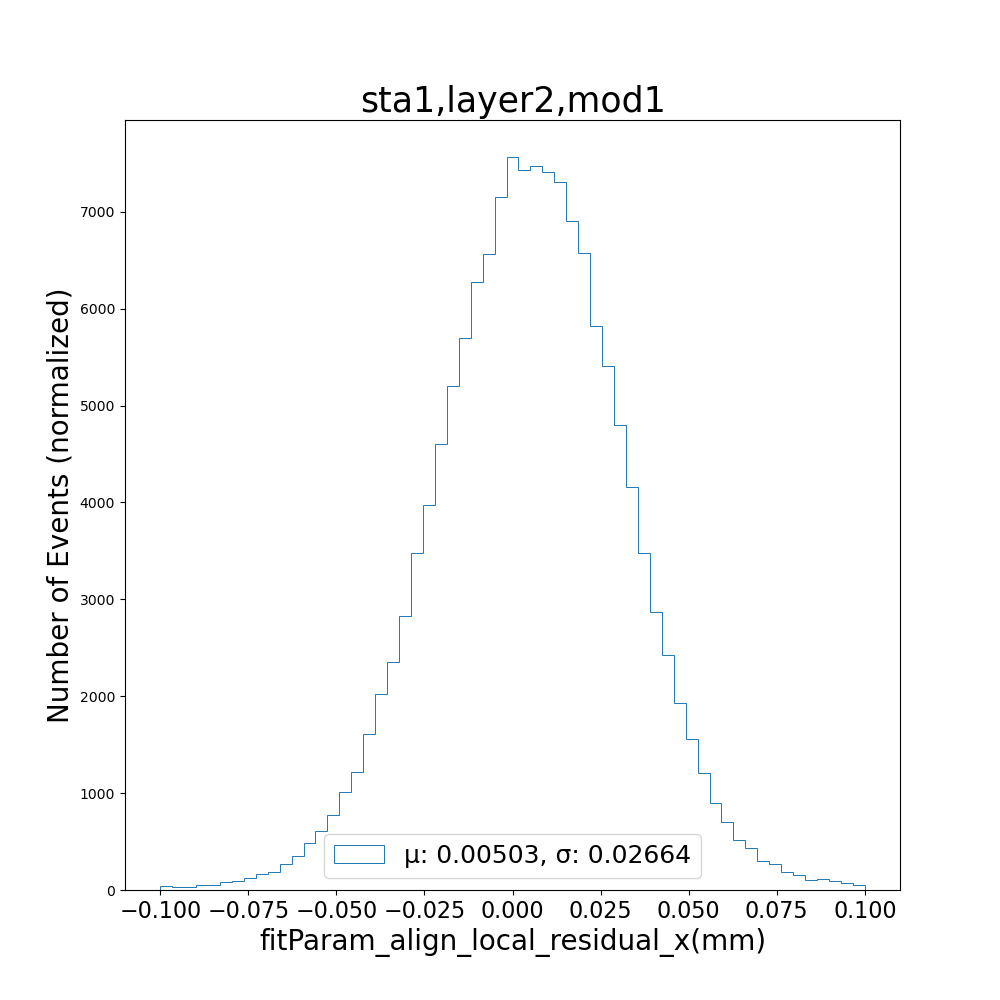 sta1,layer2,mod1
Number of Events (normalized)
7000
6000
5000
4000
3000
2000
1000
0
μ: 0.00503, σ: 0.02664
−0.100 −0.075 −0.050 −0.025 0.000 0.025 0.050 0.075 0.100
fitParam_align_local_residual_x(mm)